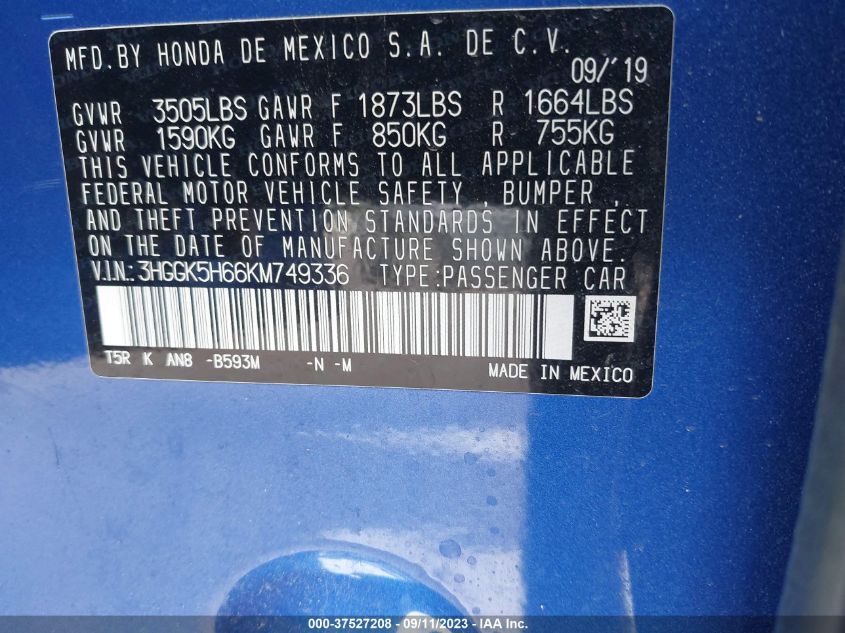 MFD. BY HONDA DE MEXICO S.A. DE C.V.
09/'19
GVWR 3505LBS GAWR F 1873LBS R 1664LBS
GVWR 1590KG GAWR F 850KG R 755KG
THIS VEHICLE CONFORMS TO ALL APPLICABLE
FEDERAL MOTOR VEHICLE SAFETY , BUMPER ,
AND THEFT PREVENTION STANDARDS IN EFFECT
ON THE DATE OF MANUFACTURE SHOWN ABOVE.
V.I.N.: 3HGGK5H66KM749336 TYPE:PASSENGER CAR
T5R K AN8 -B593M -N -M MADE IN MEXICO
000-37527208 - 09/11/2023 - IAA Inc.